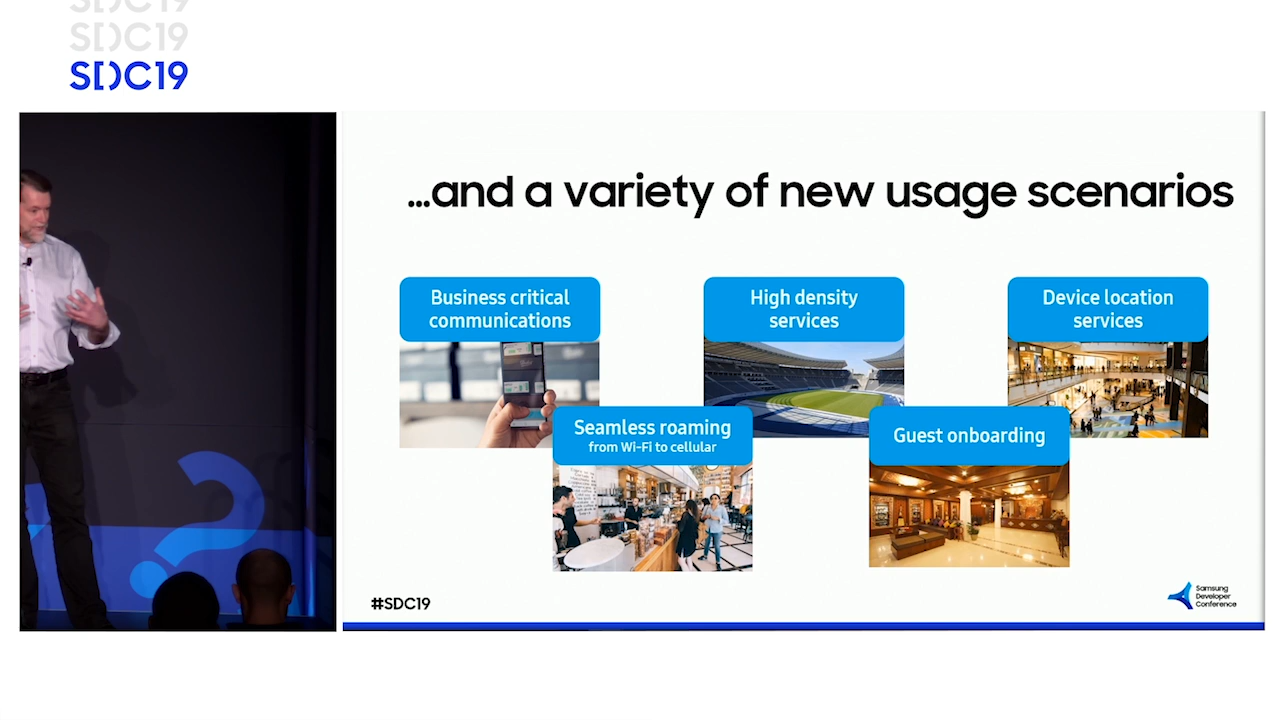 SDC19
SDC19
SDC19
...and a variety of new usage scenarios
Business critical
communications
High density
services
Device location
services
Seamless roaming
from Wi-Fi to cellular
Guest onboarding
#SDC19
Samsung
Developer
Conference